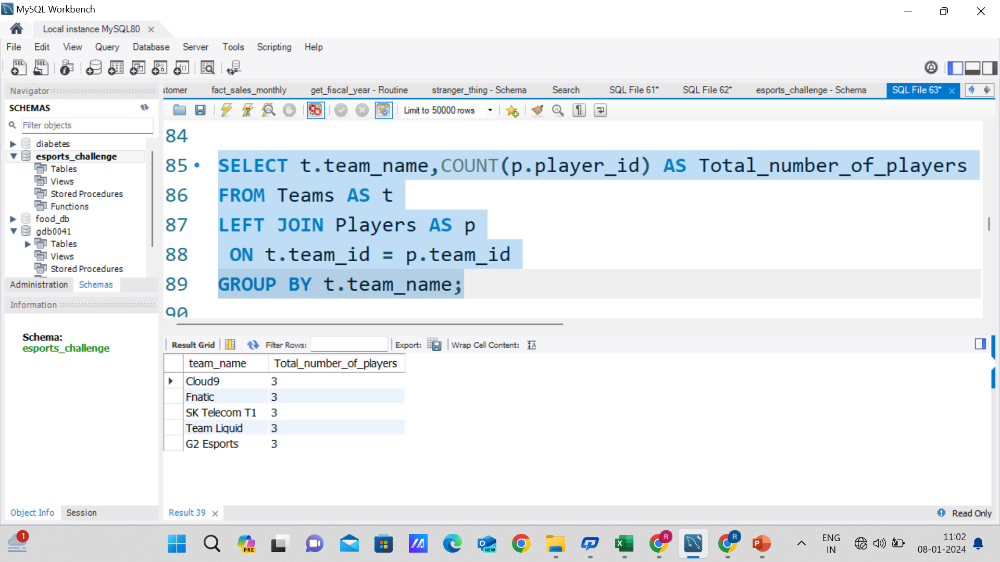 MySQL Workbench
Local instance MySQL80
File Edit View Query Database Server Tools Scripting Help
Navigator
stomer fact_sales_monthly get_fiscal_year - Routine stranger_thing - Schema Search SQL File 61* SQL File 62* esports_challenge - Schema SQL File 63*
SCHEMAS
Limit to 50000 rows
Filter objects
diabetes
esports_challenge
Tables
Views
Stored Procedures
Functions
food_db
gdb0041
Tables
Views
Stored Procedures
Administration Schemas
Information
Schema:
esports_challenge
Object Info Session
84
85 SELECT t.team_name,COUNT(p.player_id) AS Total_number_of_players
86 FROM Teams AS t
87 LEFT JOIN Players AS p
88 ON t.team_id = p.team_id
89 GROUP BY t.team_name;
90
Result Grid Filter Rows: Export: Wrap Cell Content:
team_name Total_number_of_players
Cloud9 3
Fnatic 3
SK Telecom T1 3
Team Liquid 3
G2 Esports 3
Result 39 Read Only
1
PRE
NEW
R
R
ENG
IN
11:02
08-01-2024